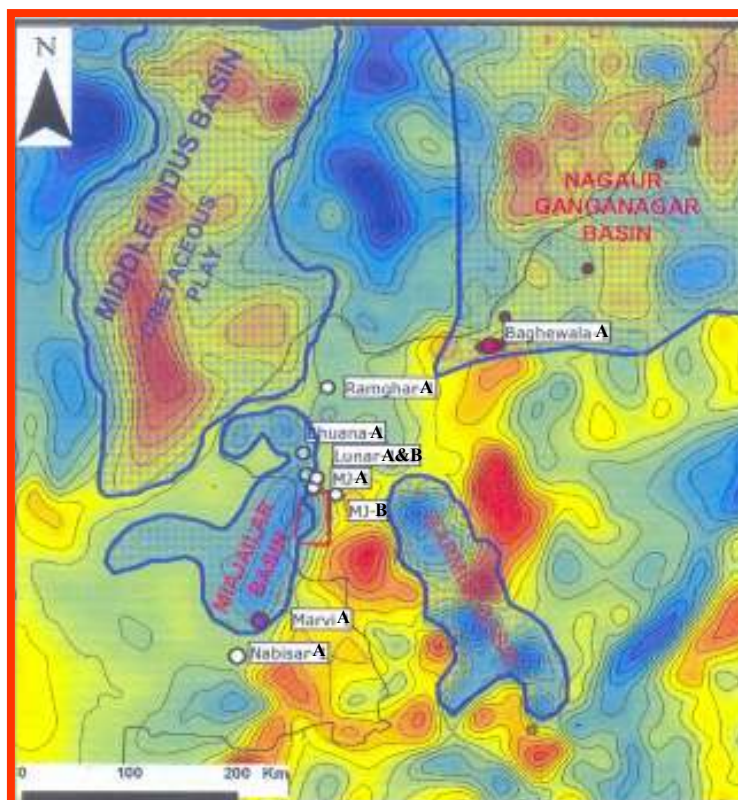 N
MIDDLE INDUS BASIN
CRETACEOUS
PLAY
NAGAUR-
GANGANAGAR
BASIN
Baghewala-A
Ramghar-A
Bhuana-A
Lunar-A&B
MJ-A
MJ-B
MIAJALAR
BASIN
Marvi A
Nabisar-A
0 100 200 Km